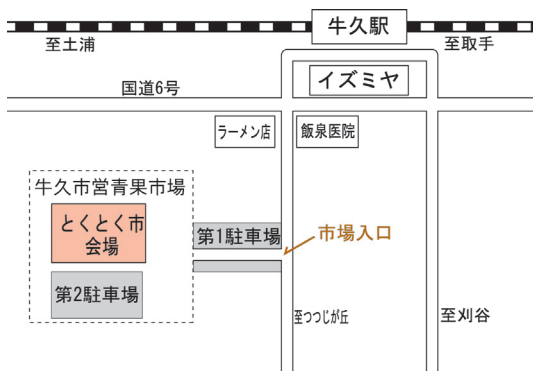 牛久駅
至土浦
至取手
イズミヤ
国道6号
ラーメン店
飯泉医院
牛久市営青果市場
とくとく市
会場
第1駐車場
市場入口
第2駐車場
至つつじが丘
至刈谷